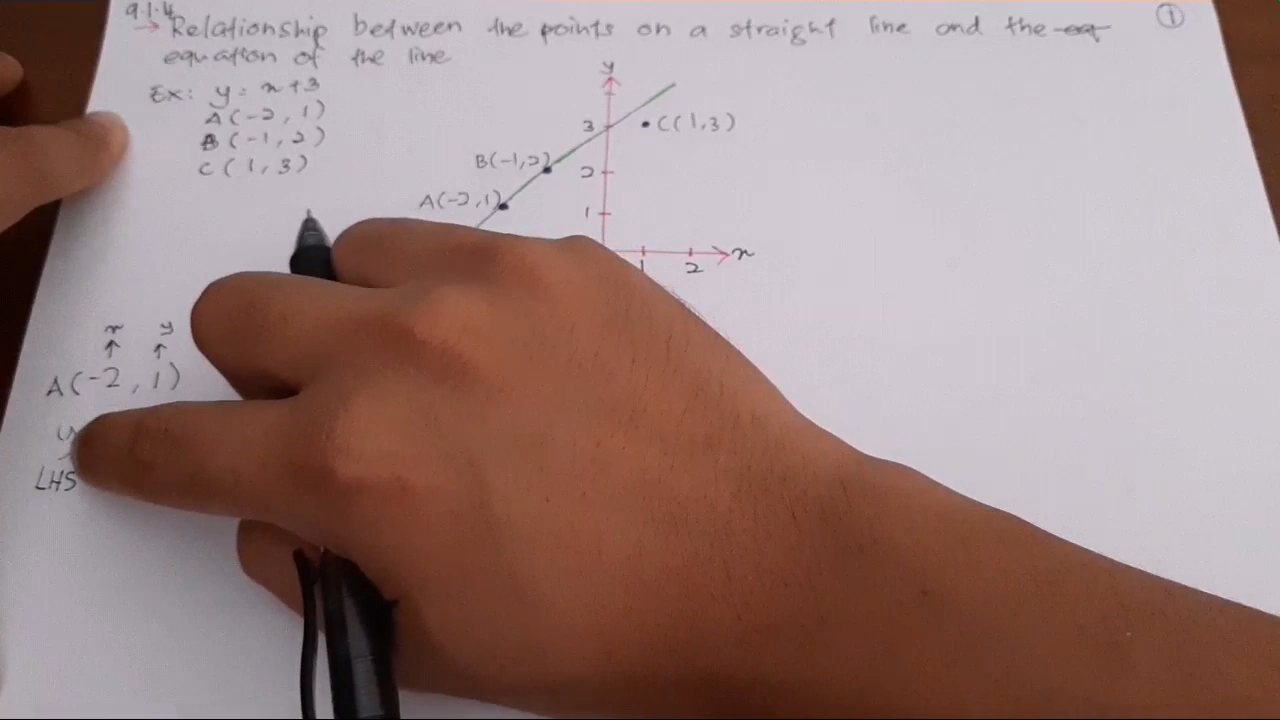 9.1.4
→ Relationship between the points on a straight line and the eq
①
equation of the line
Ex: y = x + 3
A(-2, 1)
B(-1, 2)
C(1, 3)
y
3
C(1,3)
B(-1,2)
2
A(-2,1)
1
x
1
2
x y
↑ ↑
A(-2, 1)
y
LHS